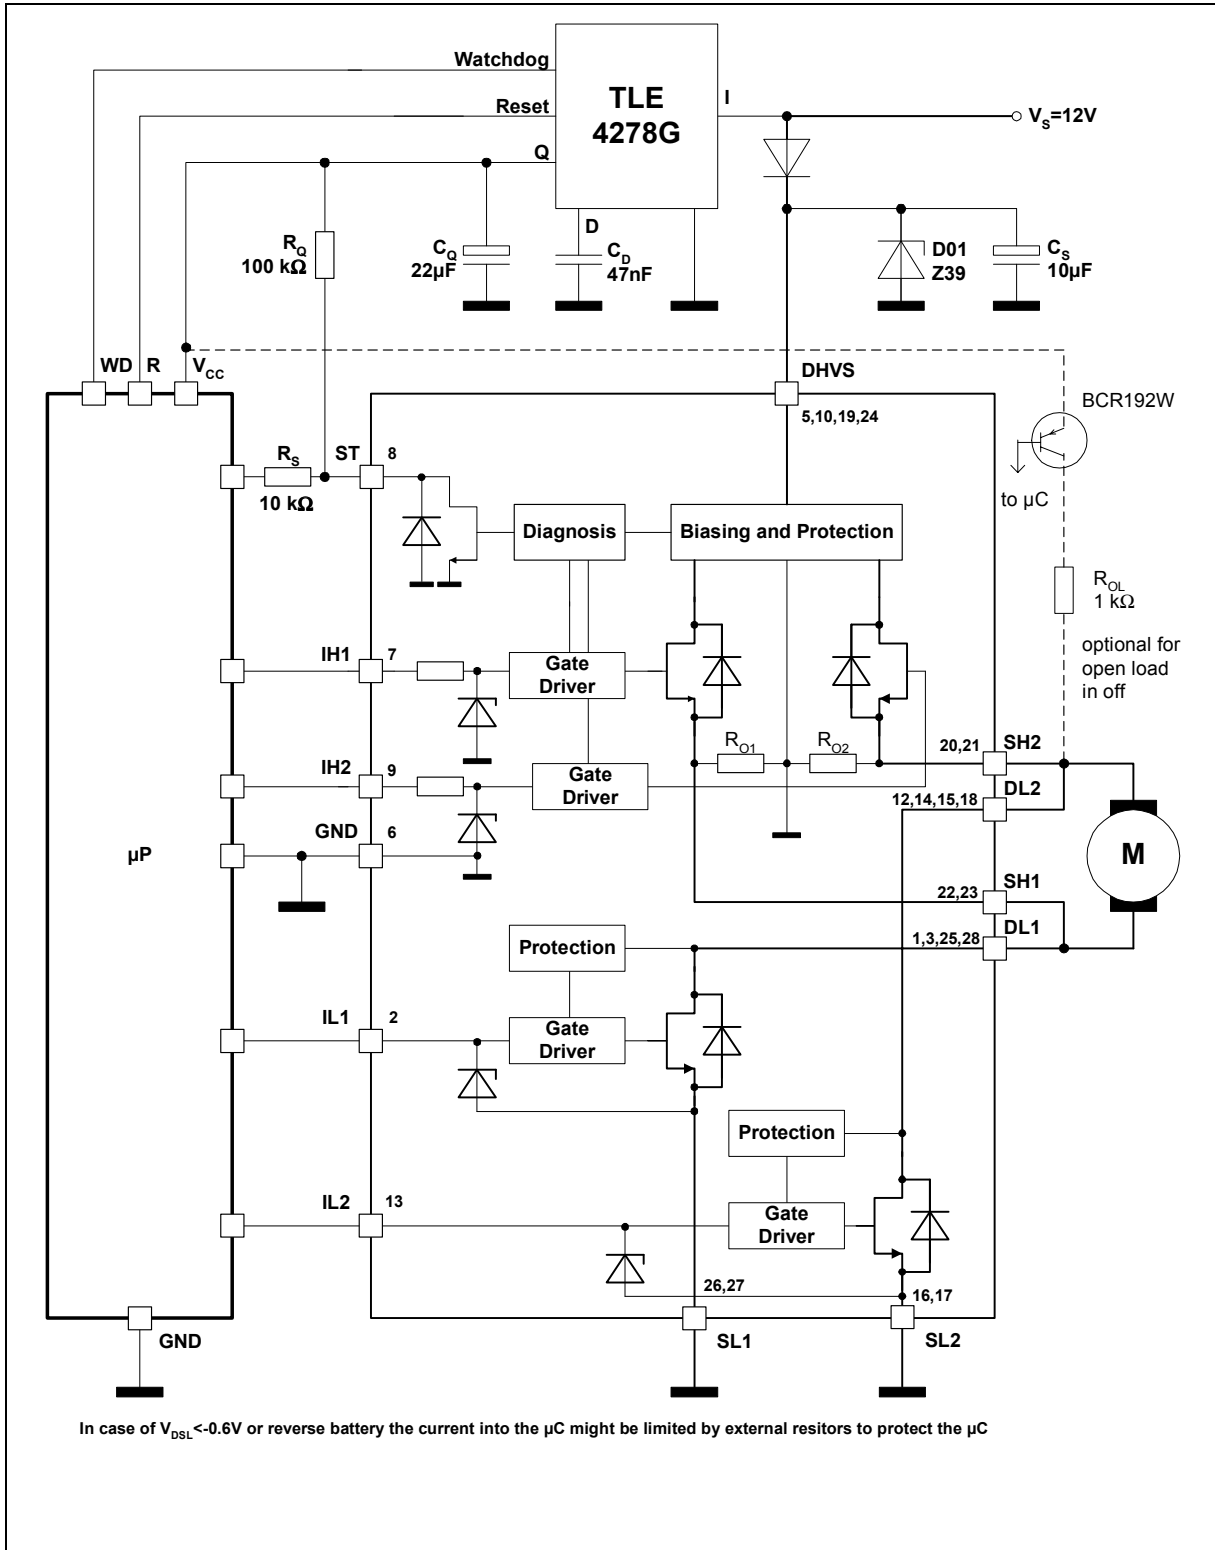 Watchdog
TLE
4278G
I
Reset
V_S=12V
Q
D
R_Q
100 kΩ
C_Q
22µF
C_D
47nF
D01
Z39
C_S
10µF
WD
R
V_CC
DHVS
5,10,19,24
BCR192W
R_S
10 kΩ
ST
8
to µC
Diagnosis
Biasing and Protection
R_OL
1 kΩ
optional for
open load
in off
IH1
7
Gate
Driver
R_O1
R_O2
20,21
SH2
IH2
9
Gate
Driver
12,14,15,18
DL2
GND
6
µP
M
22,23
SH1
1,3,25,28
DL1
Protection
IL1
2
Gate
Driver
Protection
IL2
13
Gate
Driver
26,27
16,17
GND
SL1
SL2
In case of V_DSL<-0.6V or reverse battery the current into the µC might be limited by external resitors to protect the µC